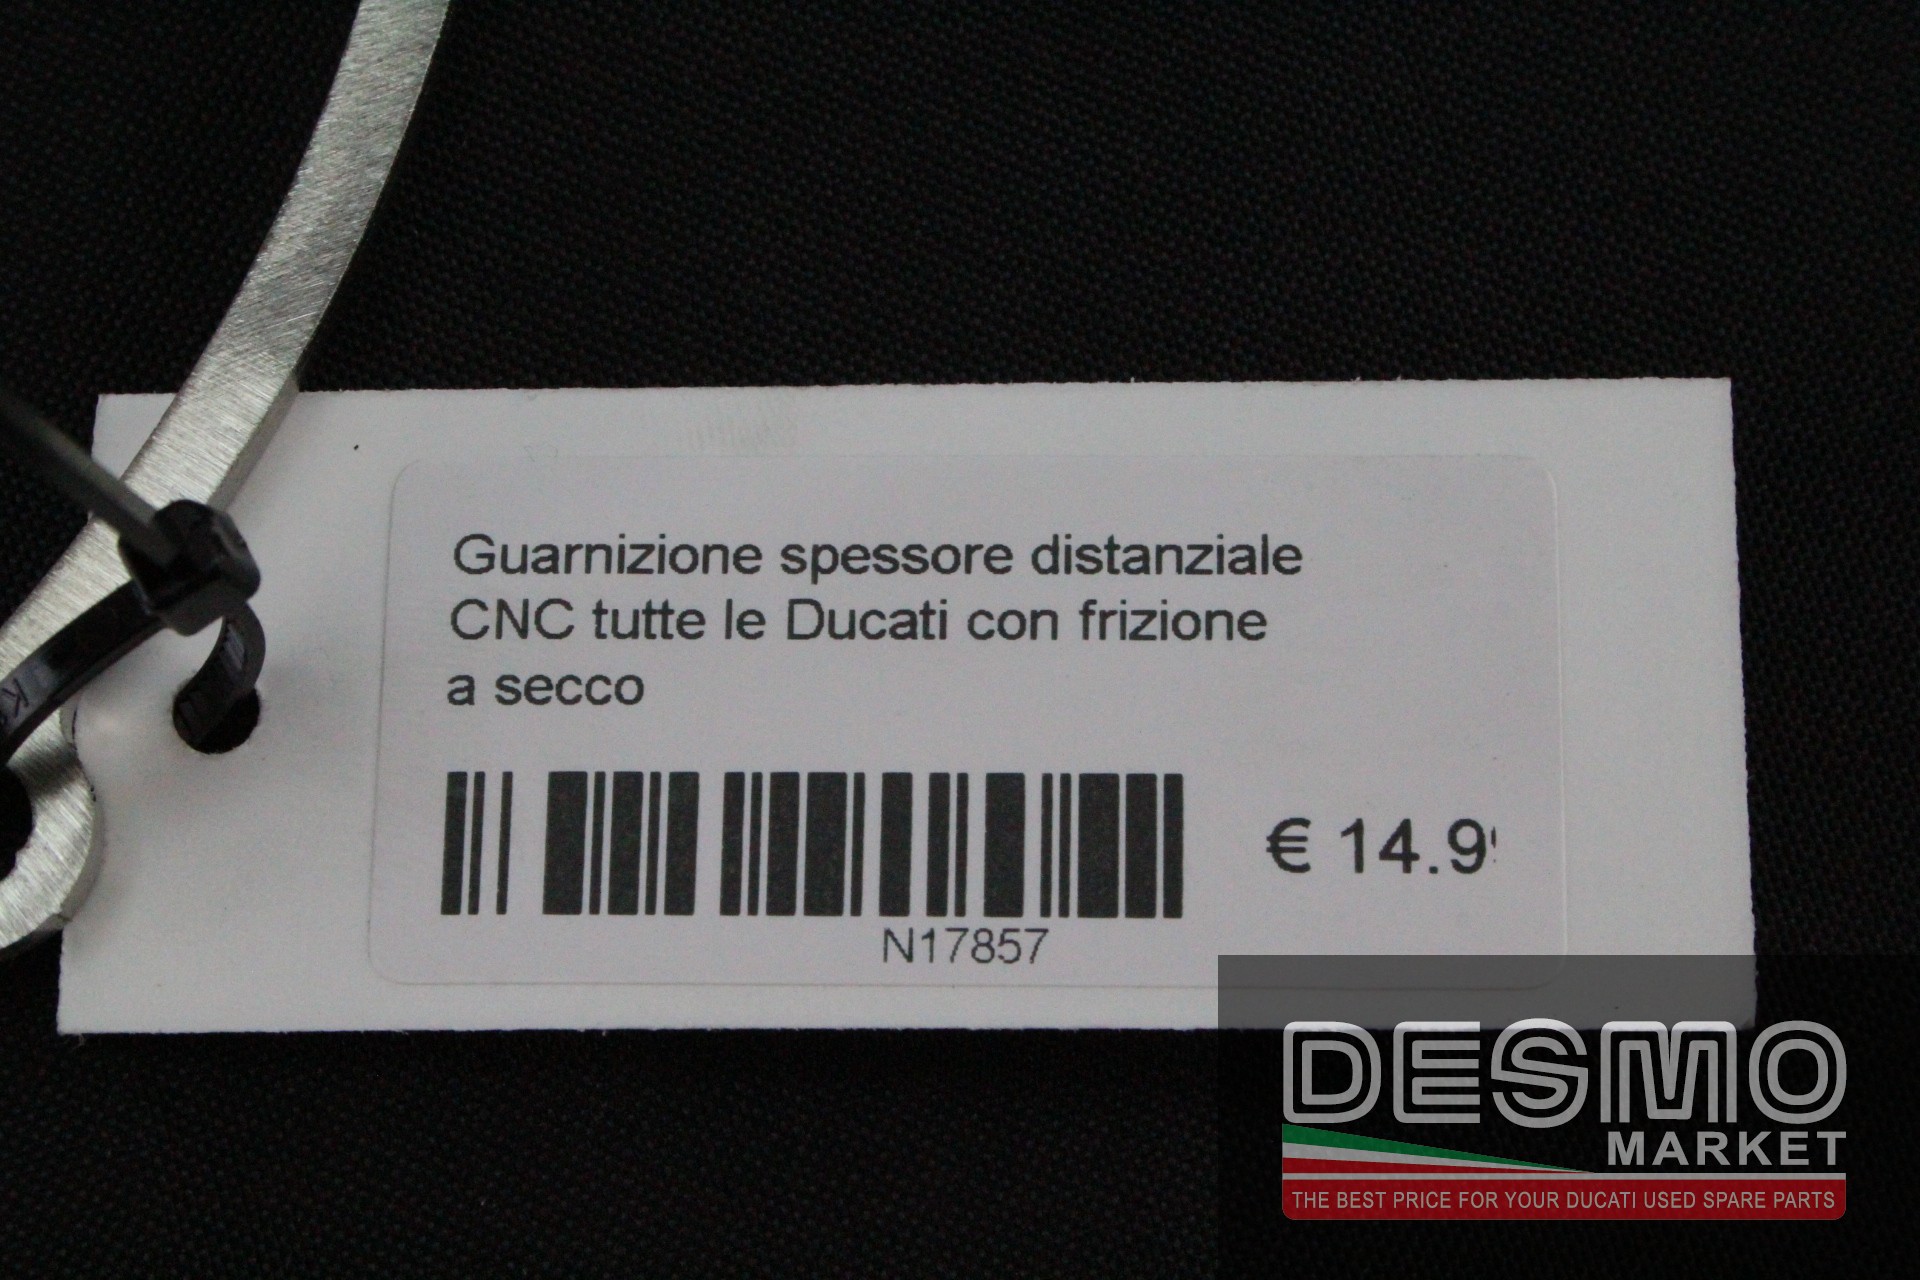 Guarnizione spessore distanziale
CNC tutte le Ducati con frizione
a secco
€ 14.9
N17857
DESMO
MARKET
THE BEST PRICE FOR YOUR DUCATI USED SPARE PARTS